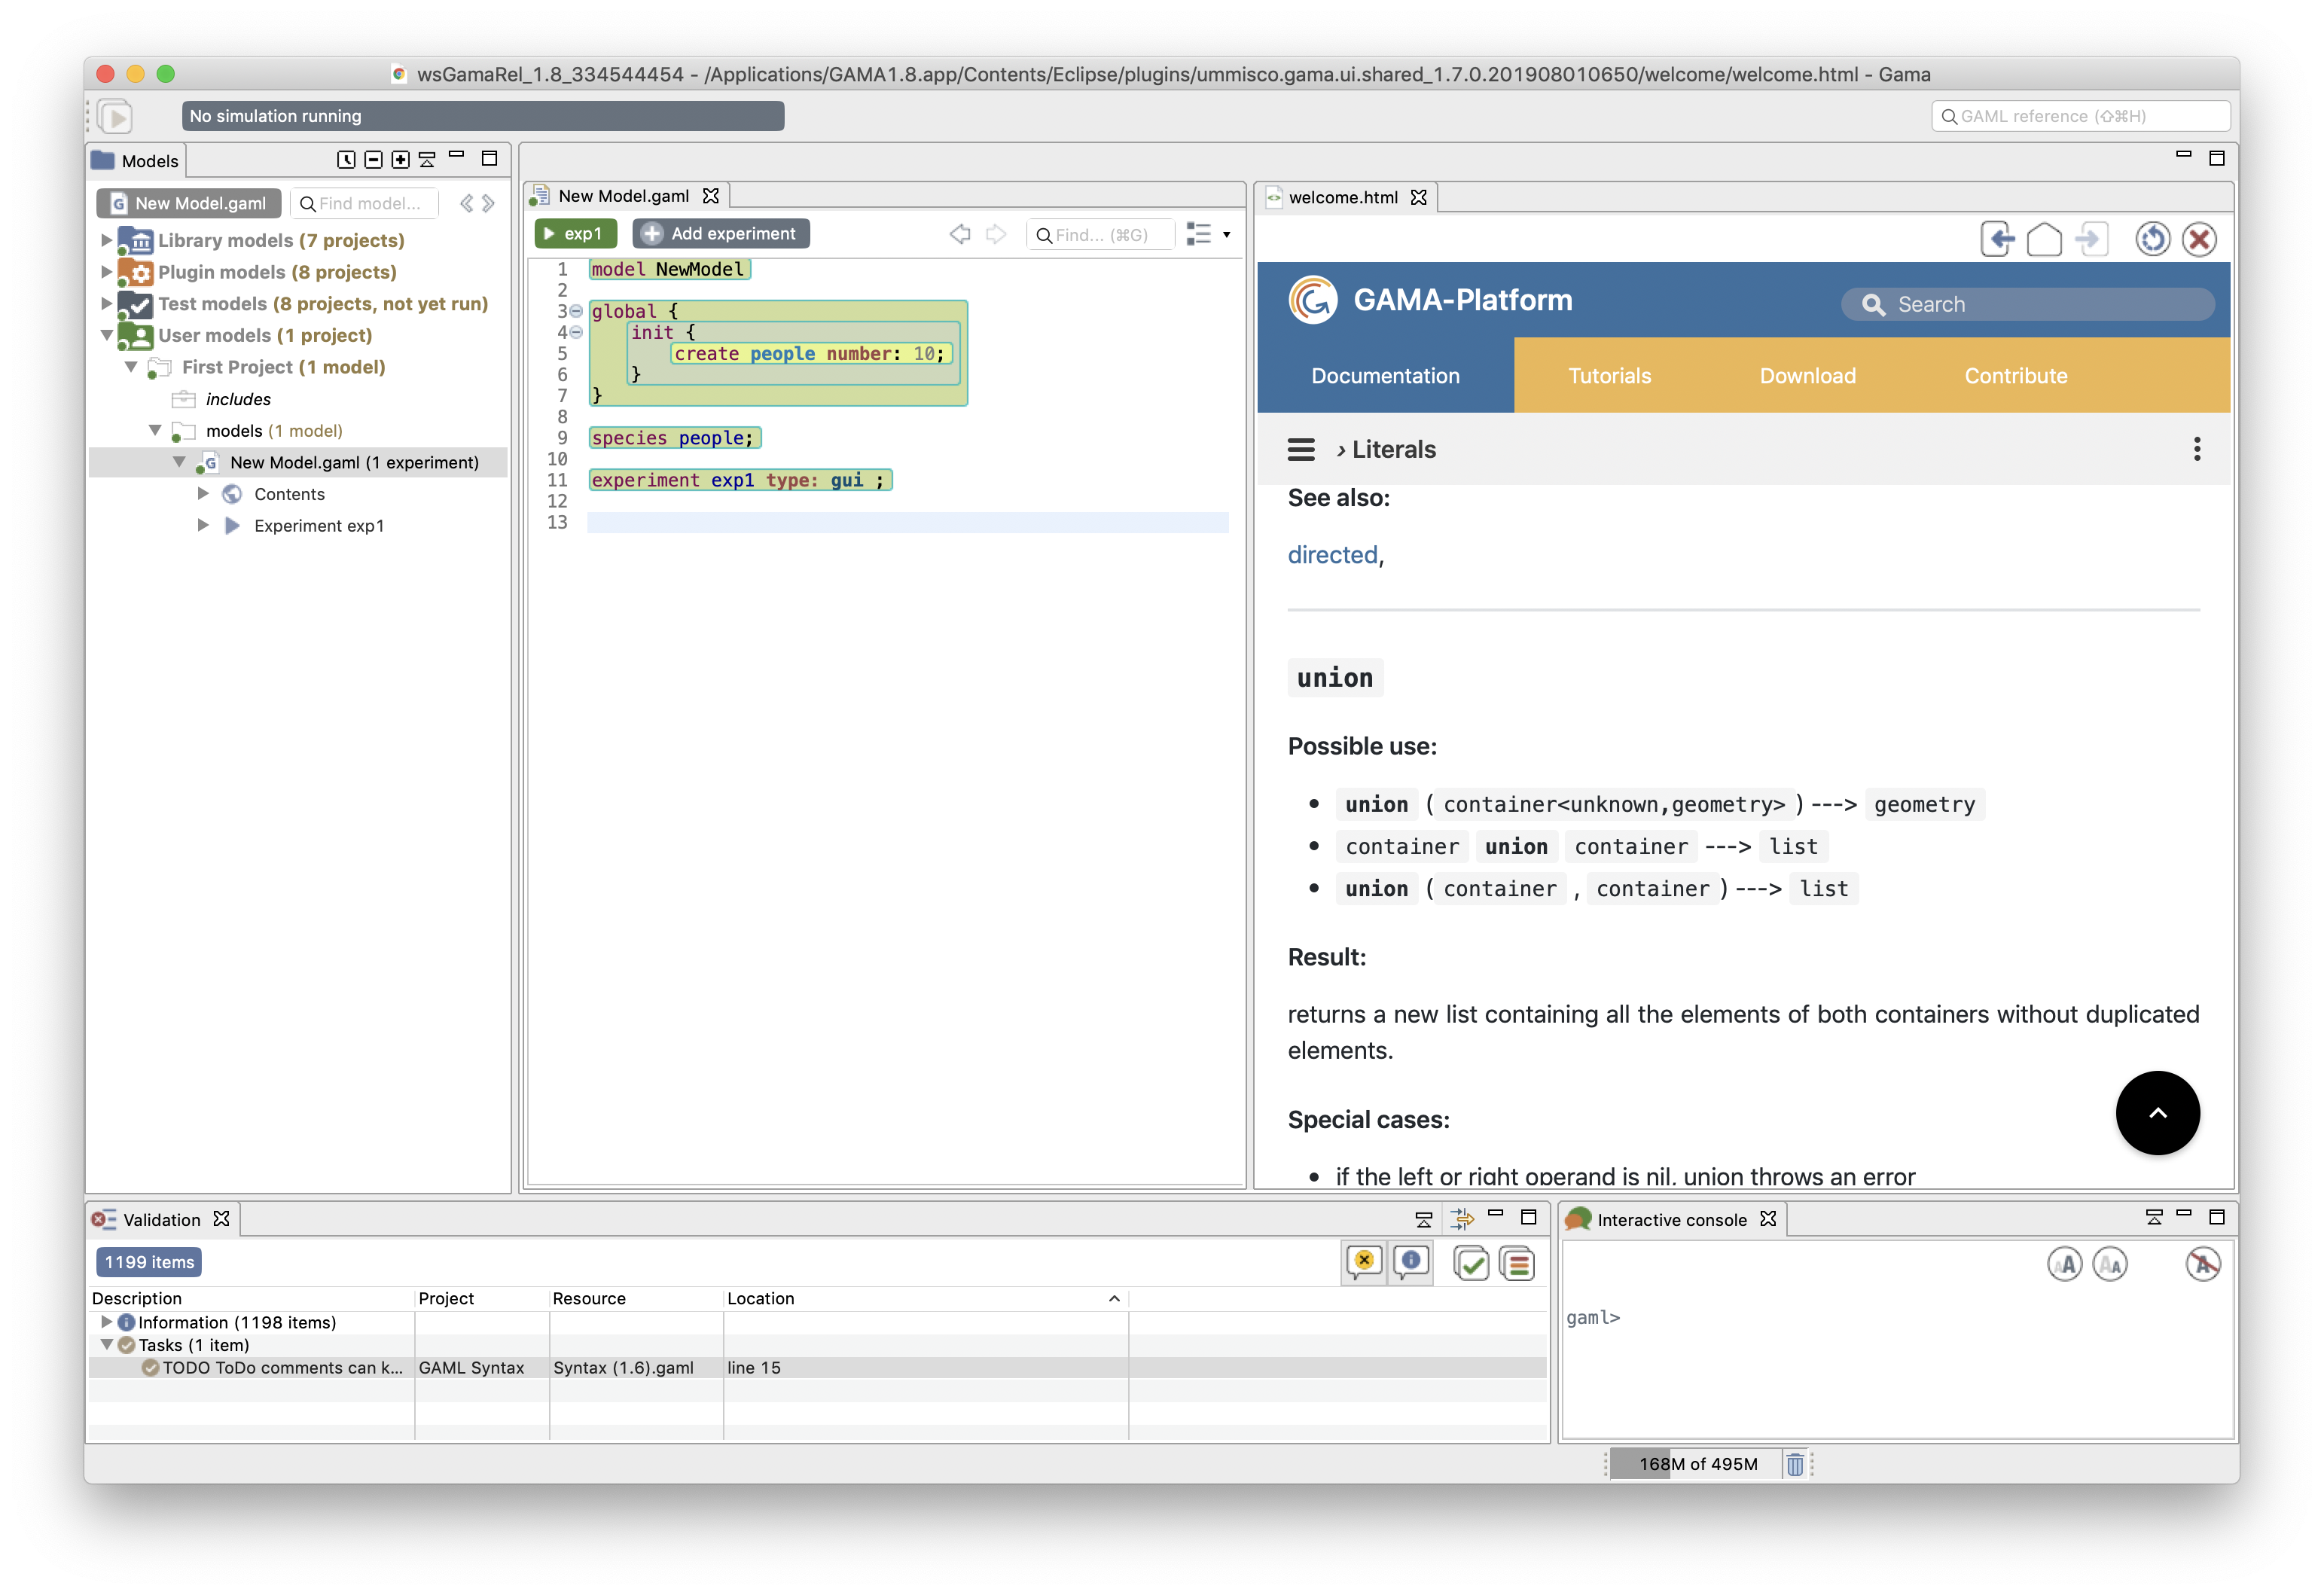 wsGamaRel_1.8_334544454 - /Applications/GAMA1.8.app/Contents/Eclipse/plugins/ummisco.gama.ui.shared_1.7.0.201908010650/welcome/welcome.html - Gama
No simulation running
GAML reference (⇧⌘H)
Models
New Model.gaml
Find model...
Library models (7 projects)
Plugin models (8 projects)
Test models (8 projects, not yet run)
User models (1 project)
First Project (1 model)
includes
models (1 model)
New Model.gaml (1 experiment)
Contents
Experiment exp1
New Model.gaml
exp1
Add experiment
Find... (⌘G)
1 model NewModel
2
3 global {
4 init {
5 create people number: 10;
6 }
7 }
8
9 species people;
10
11 experiment exp1 type: gui ;
12
13
welcome.html
GAMA-Platform
Search
Documentation
Tutorials
Download
Contribute
› Literals
See also:
directed,
union
Possible use:
• union ( container<unknown,geometry> ) ---> geometry
• container union container ---> list
• union ( container , container ) ---> list
Result:
returns a new list containing all the elements of both containers without duplicated
elements.
Special cases:
• if the left or right operand is nil, union throws an error
Validation
1199 items
Description Project Resource Location
Information (1198 items)
Tasks (1 item)
TODO ToDo comments can k... GAML Syntax Syntax (1.6).gaml line 15
Interactive console
gaml>
168M of 495M